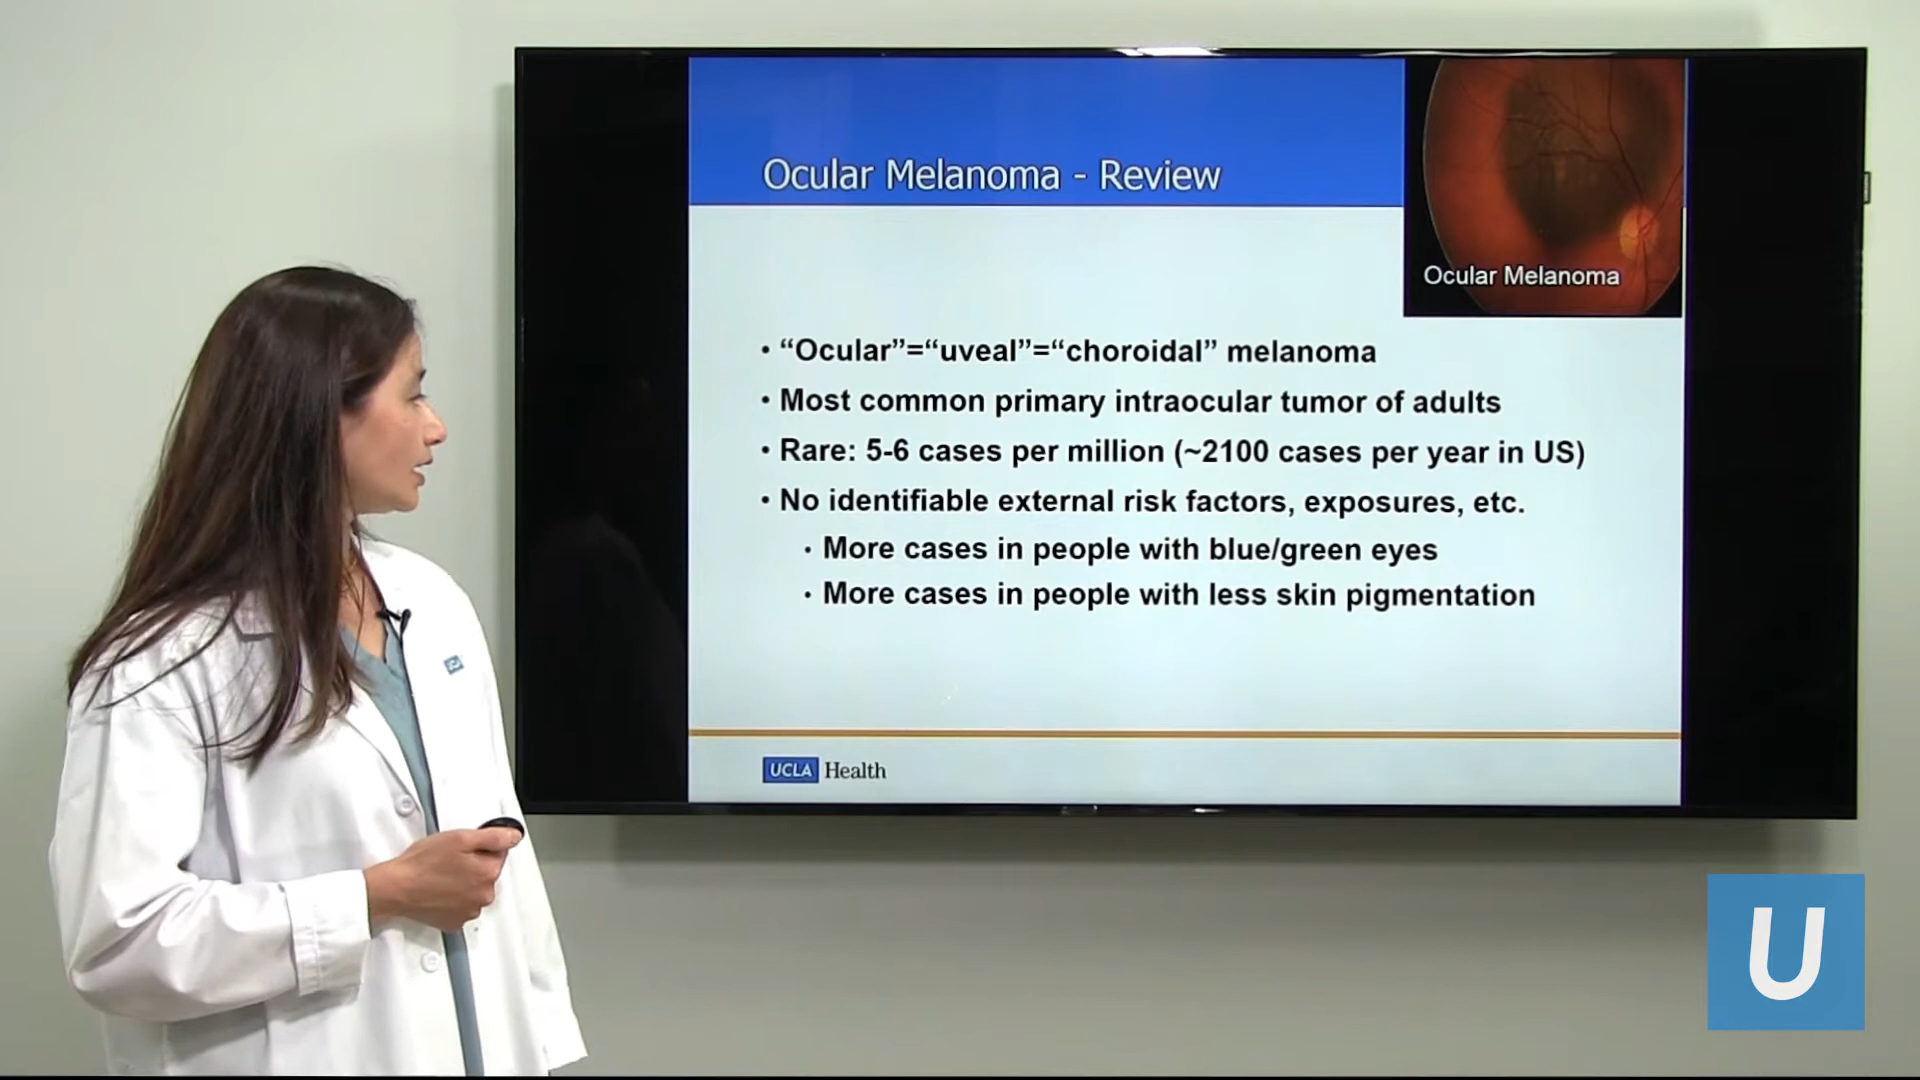 Ocular Melanoma - Review
Ocular Melanoma
• “Ocular”=“uveal”=“choroidal” melanoma
• Most common primary intraocular tumor of adults
• Rare: 5-6 cases per million (~2100 cases per year in US)
• No identifiable external risk factors, exposures, etc.
• More cases in people with blue/green eyes
• More cases in people with less skin pigmentation
UCLA Health
UCLA
U